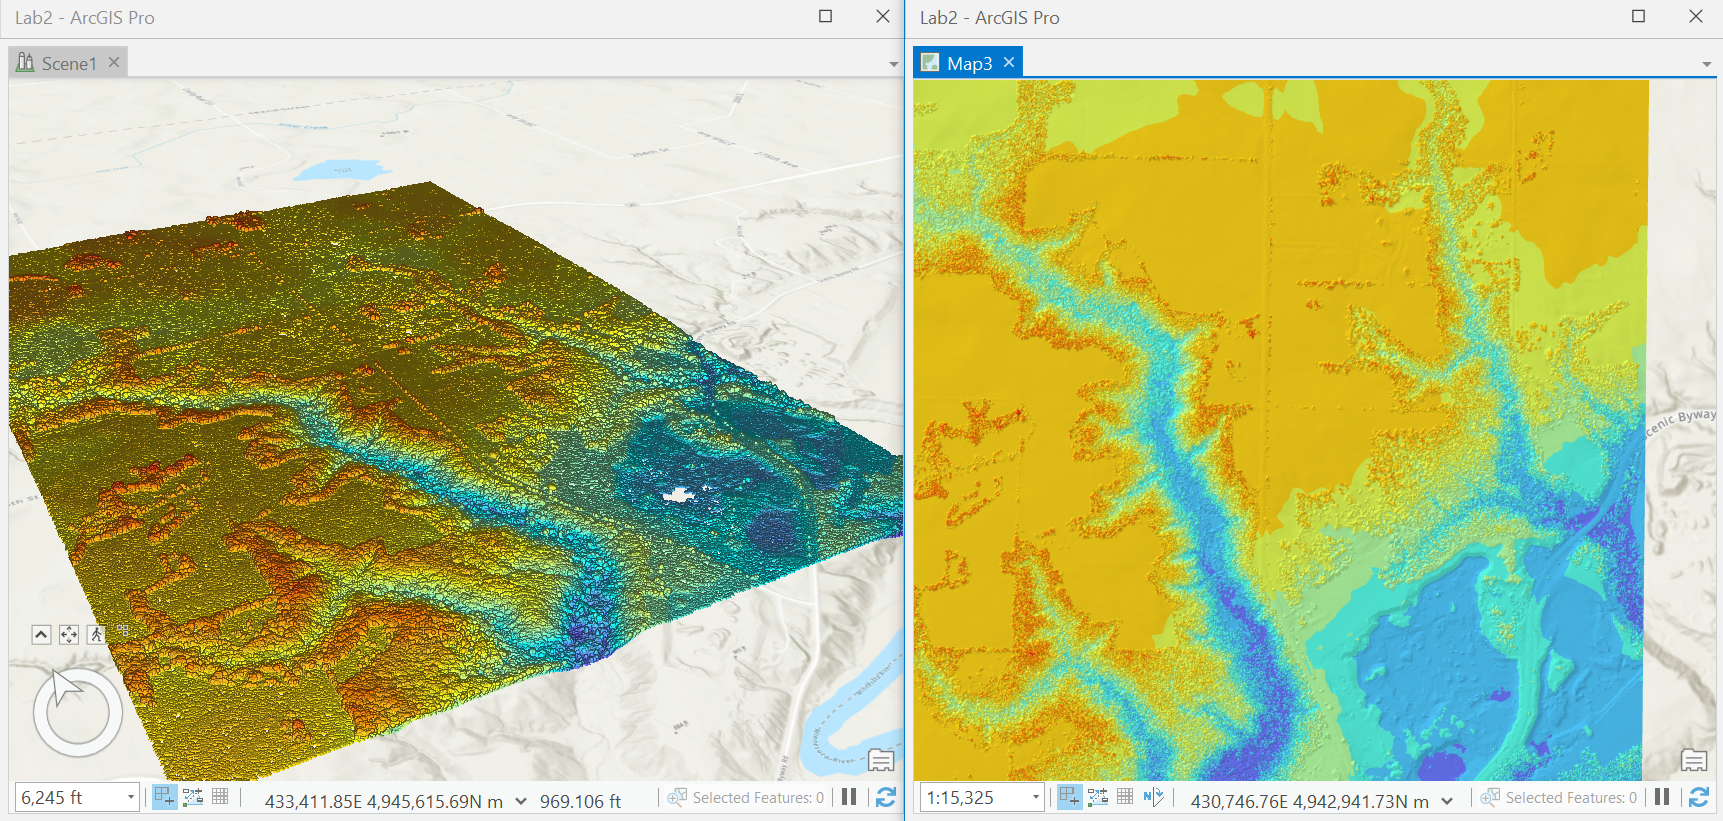 Lab2 - ArcGIS Pro
Scene1
6,245 ft
433,411.85E 4,945,615.69N m
969.106 ft
Selected Features: 0
Lab2 - ArcGIS Pro
Map3
cenic Byway
1:15,325
430,746.76E 4,942,941.73N m
Selected Features: 0